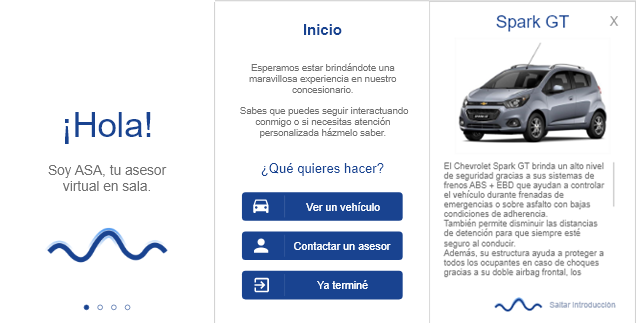 ¡Hola!
Soy ASA, tu asesor
virtual en sala.
Inicio
Esperamos estar brindándote una
maravillosa experiencia en nuestro
concesionario.
Sabes que puedes seguir interactuando
conmigo o si necesitas atención
personalizada házmelo saber.
¿Qué quieres hacer?
Ver un vehículo
Contactar un asesor
Ya terminé
Spark GT
X
El Chevrolet Spark GT brinda un alto nivel
de seguridad gracias a sus sistemas de
frenos ABS + EBD que ayudan a controlar
el vehículo durante frenadas de
emergencias o sobre asfalto con bajas
condiciones de adherencia.
También permite disminuir las distancias
de detención para que siempre esté
seguro al conducir.
Además, su estructura ayuda a proteger a
todos los ocupantes en caso de choques
gracias a su doble airbag frontal, los
Saltar Introducción